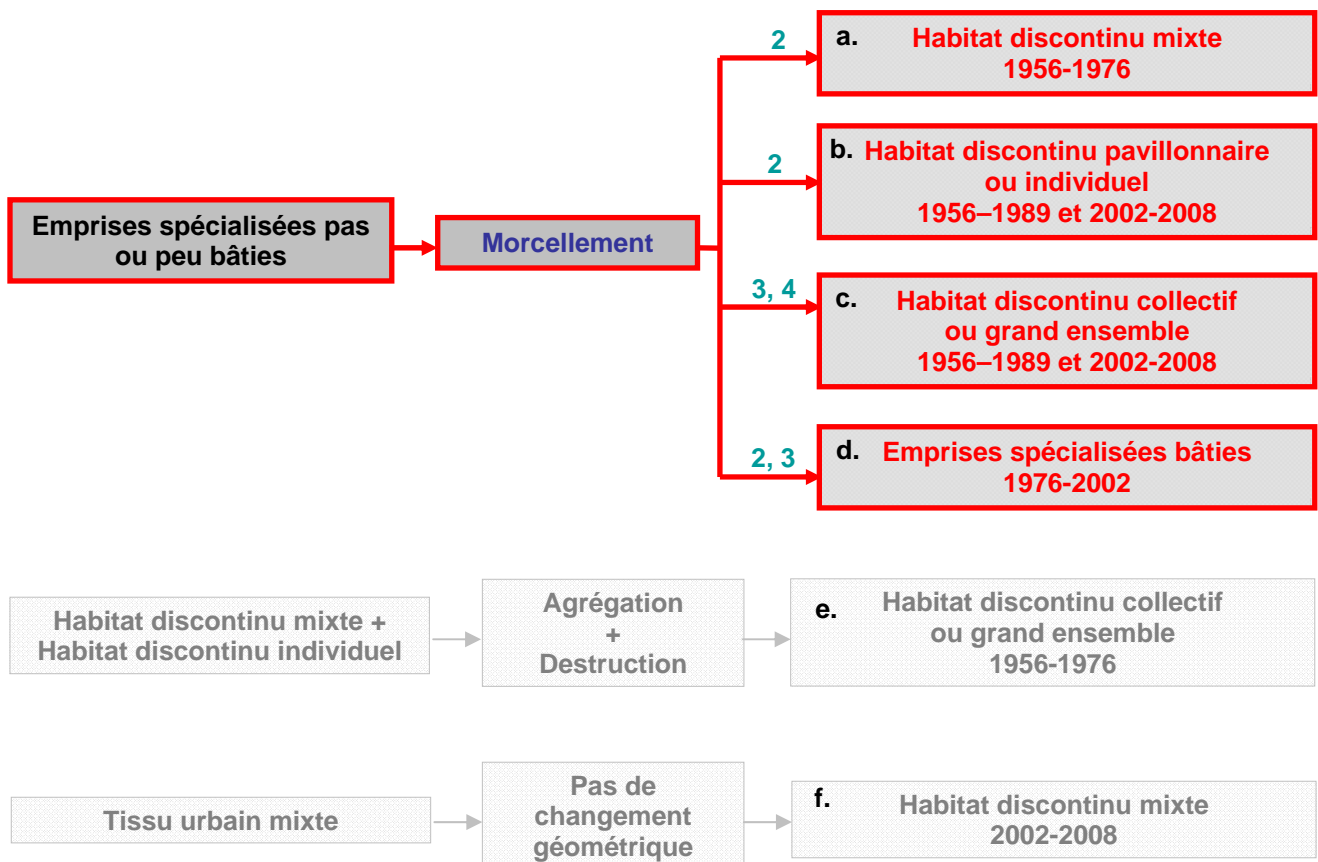 2
a. Habitat discontinu mixte
1956-1976
2
b. Habitat discontinu pavillonnaire
ou individuel
1956–1989 et 2002-2008
Emprises spécialisées pas
ou peu bâties
Morcellement
3, 4
c. Habitat discontinu collectif
ou grand ensemble
1956–1989 et 2002-2008
2, 3
d. Emprises spécialisées bâties
1976-2002
Habitat discontinu mixte +
Habitat discontinu individuel
Agrégation
+
Destruction
e. Habitat discontinu collectif
ou grand ensemble
1956-1976
Tissu urbain mixte
Pas de
changement
géométrique
f. Habitat discontinu mixte
2002-2008